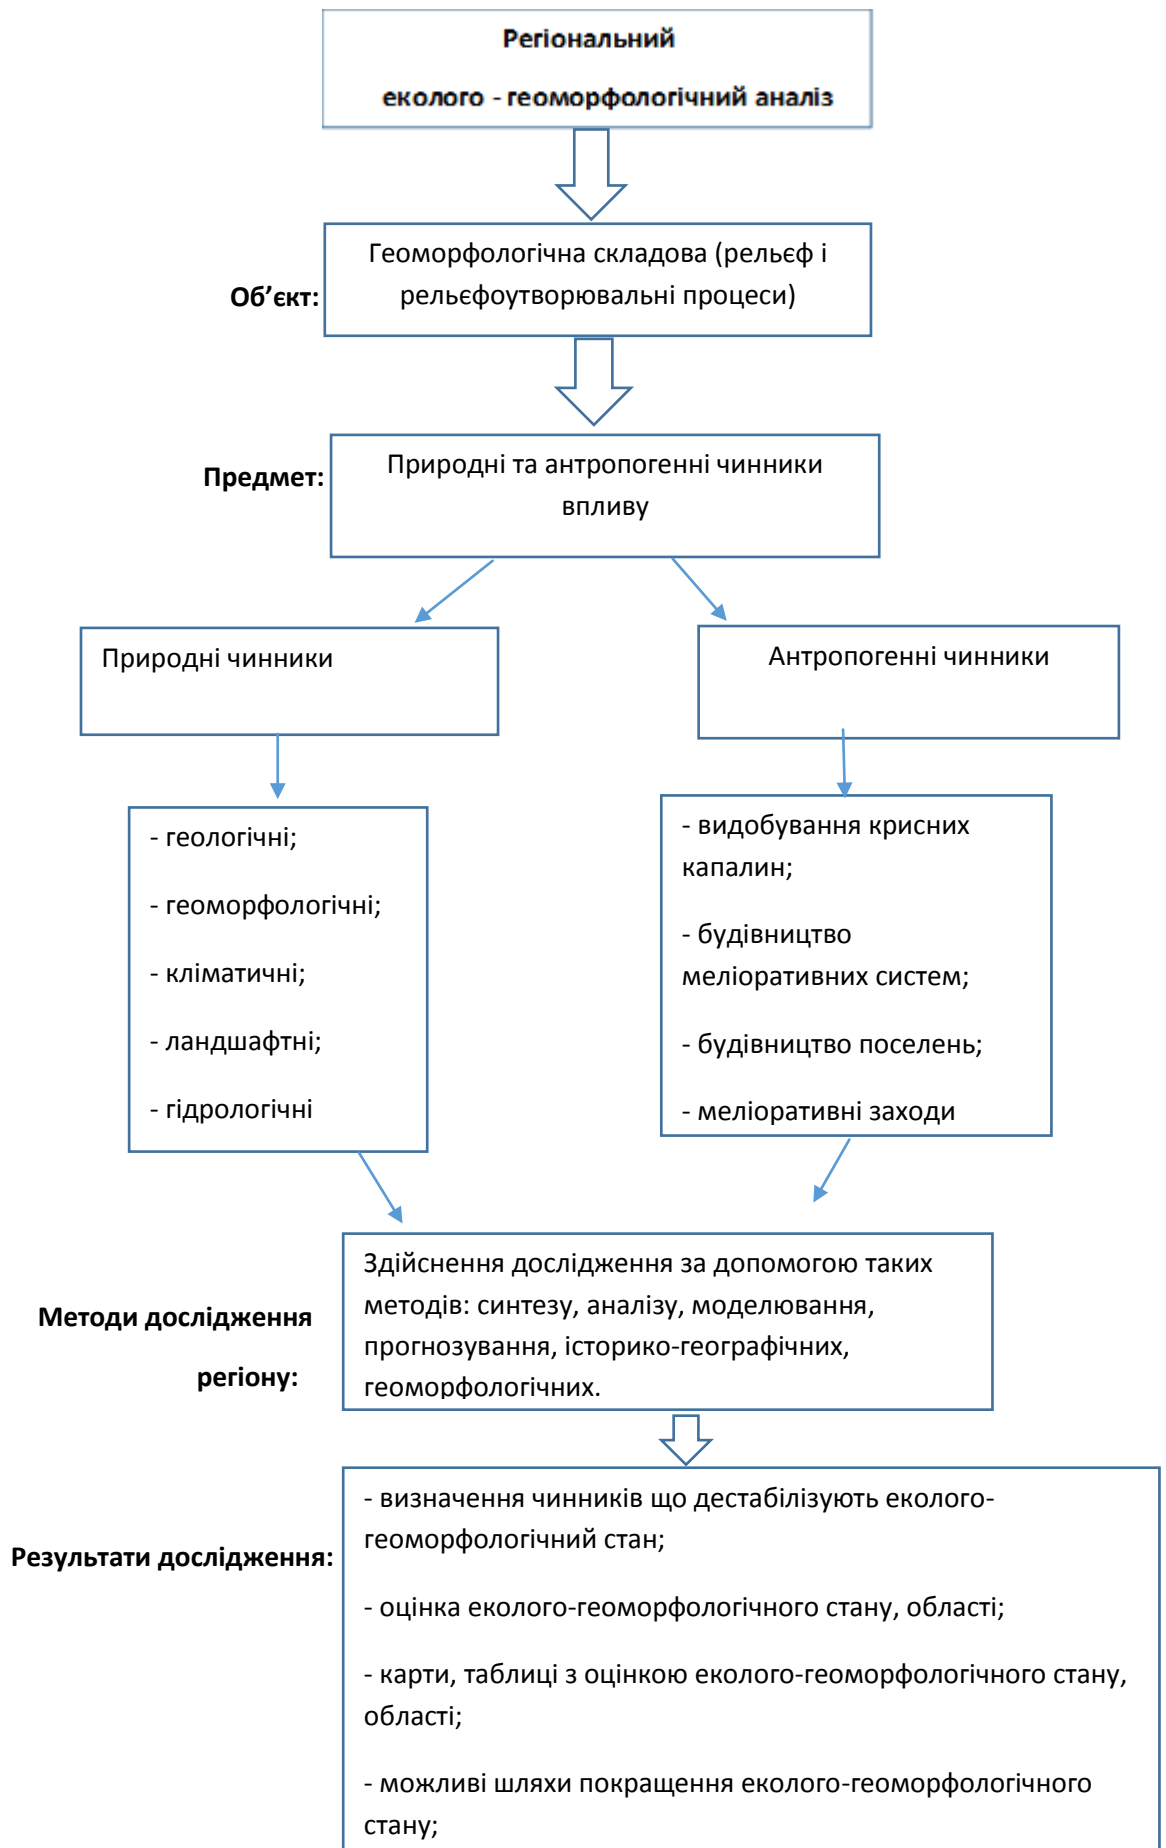 Регіональний
еколого - геоморфологічний аналіз
Геоморфологічна складова (рельєф і
рельєфоутворювальні процеси)
Об’єкт:
Природні та антропогенні чинники
впливу
Предмет:
Природні чинники
Антропогенні чинники
- геологічні;
- геоморфологічні;
- кліматичні;
- ландшафтні;
- гідрологічні
- видобування крисних
капалин;
- будівництво
меліоративних систем;
- будівництво поселень;
- меліоративні заходи
Методи дослідження
регіону:
Здійснення дослідження за допомогою таких
методів: синтезу, аналізу, моделювання,
прогнозування, історико-географічних,
геоморфологічних.
Результати дослідження:
- визначення чинників що дестабілізують еколого-
геоморфологічний стан;
- оцінка еколого-геоморфологічного стану, області;
- карти, таблиці з оцінкою еколого-геоморфологічного стану,
області;
- можливі шляхи покращення еколого-геоморфологічного
стану;